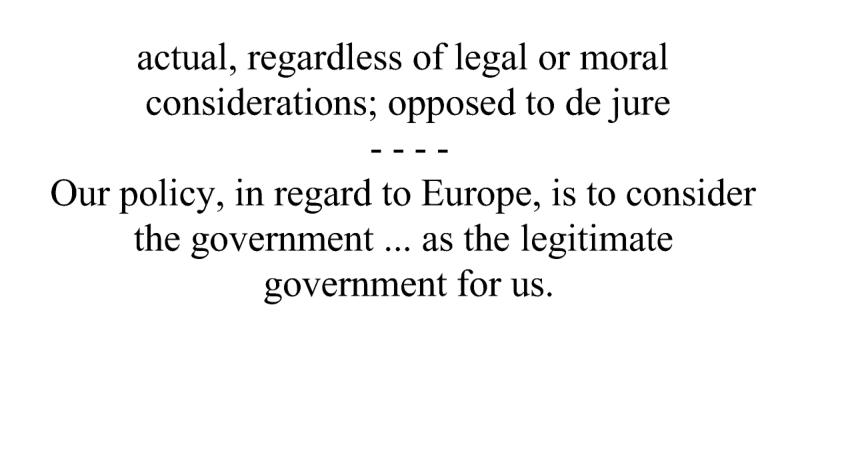 actual, regardless of legal or moral
considerations; opposed to de jure
- - - -
Our policy, in regard to Europe, is to consider
the government ... as the legitimate
government for us.